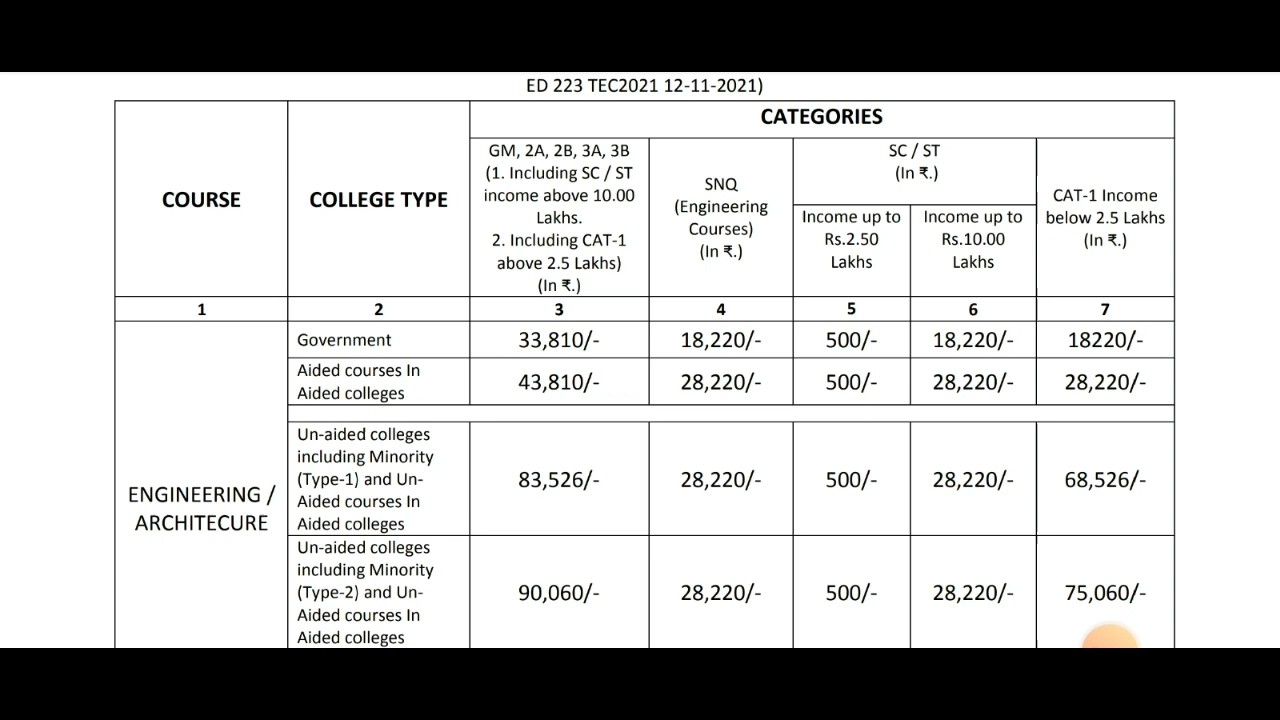 ED 223 TEC2021 12-11-2021)
COURSE
COLLEGE TYPE
CATEGORIES
GM, 2A, 2B, 3A, 3B
(1. Including SC / ST
income above 10.00
Lakhs.
2. Including CAT-1
above 2.5 Lakhs)
(In ₹.)
SNQ
(Engineering
Courses)
(In ₹.)
SC / ST
(In ₹.)
Income up to
Rs.2.50
Lakhs
Income up to
Rs.10.00
Lakhs
CAT-1 Income
below 2.5 Lakhs
(In ₹.)
1 2 3 4 5 6 7
ENGINEERING /
ARCHITECURE
Government
33,810/- 18,220/- 500/- 18,220/- 18220/-
Aided courses In
Aided colleges
43,810/- 28,220/- 500/- 28,220/- 28,220/-
Un-aided colleges
including Minority
(Type-1) and Un-
Aided courses In
Aided colleges
83,526/- 28,220/- 500/- 28,220/- 68,526/-
Un-aided colleges
including Minority
(Type-2) and Un-
Aided courses In
Aided colleges
90,060/- 28,220/- 500/- 28,220/- 75,060/-